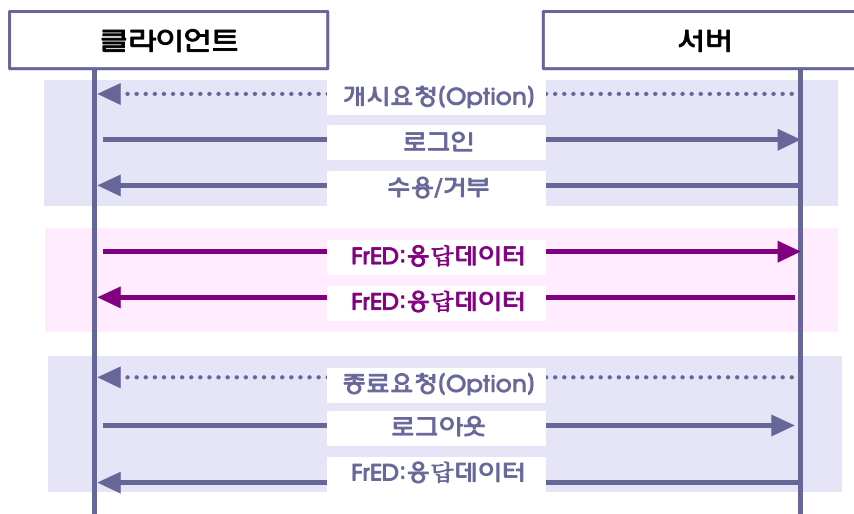 클라이언트
서버
개시요청(Option)
로그인
수용/거부
FrED:응답데이터
FrED:응답데이터
종료요청(Option)
로그아웃
FrED:응답데이터